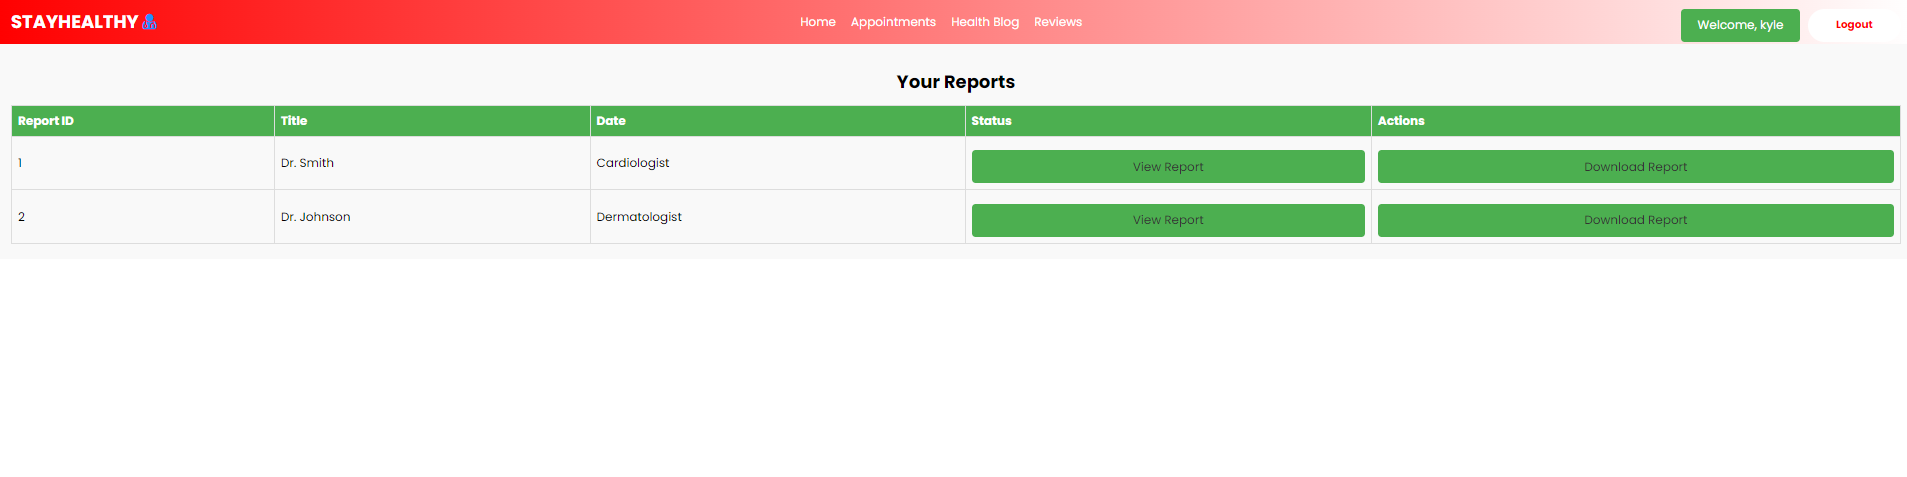 STAYHEALTHY Home Appointments Health Blog Reviews Welcome, kyle Logout
Your Reports
Report ID Title Date Status Actions
1 Dr. Smith Cardiologist View Report Download Report
2 Dr. Johnson Dermatologist View Report Download Report